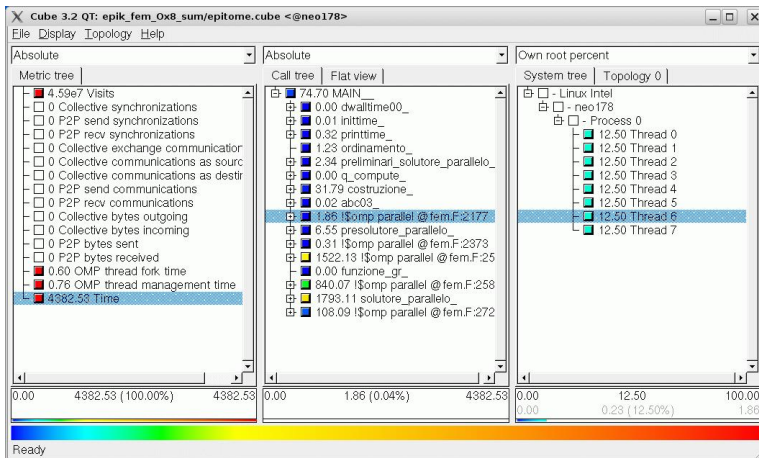 Cube 3.2 QT: epik_fem_Ox8_sum/epitome.cube <@neo178>
File Display Topology Help
Absolute
Absolute
Own root percent
Metric tree
Call tree
Flat view
System tree
Topology 0
4.59e7 Visits
0 Collective synchronizations
0 P2P send synchronizations
0 P2P recv synchronizations
0 Collective exchange communication
0 Collective communications as sourc
0 Collective communications as destir
0 P2P send communications
0 P2P recv communications
0 Collective bytes outgoing
0 Collective bytes incoming
0 P2P bytes sent
0 P2P bytes received
0.60 OMP thread fork time
0.76 OMP thread management time
4382.53 Time
74.70 MAIN__
0.00 dwalltime00_
0.01 inittime_
0.32 printtime_
1.23 ordinamento_
2.34 preliminari_solutore_parallelo_
0.00 q_compute_
31.79 costruzione_
0.02 abc03_
1.86 !$omp parallel @fem.F:2177
6.55 presolutore_parallelo_
0.31 !$omp parallel @fem.F:2373
1522.13 !$omp parallel @fem.F:25
0.00 funzione_gr_
840.07 !$omp parallel @fem.F:258
1793.11 solutore_parallelo_
108.09 !$omp parallel @fem.F:272
- Linux Intel
- neo178
- Process 0
12.50 Thread 0
12.50 Thread 1
12.50 Thread 2
12.50 Thread 3
12.50 Thread 4
12.50 Thread 5
12.50 Thread 6
12.50 Thread 7
0.00 4382.53 (100.00%) 4382.53
0.00 1.86 (0.04%) 4382.53
0.00 12.50 100.00
0.00 0.23 (12.50%) 1.86
Ready